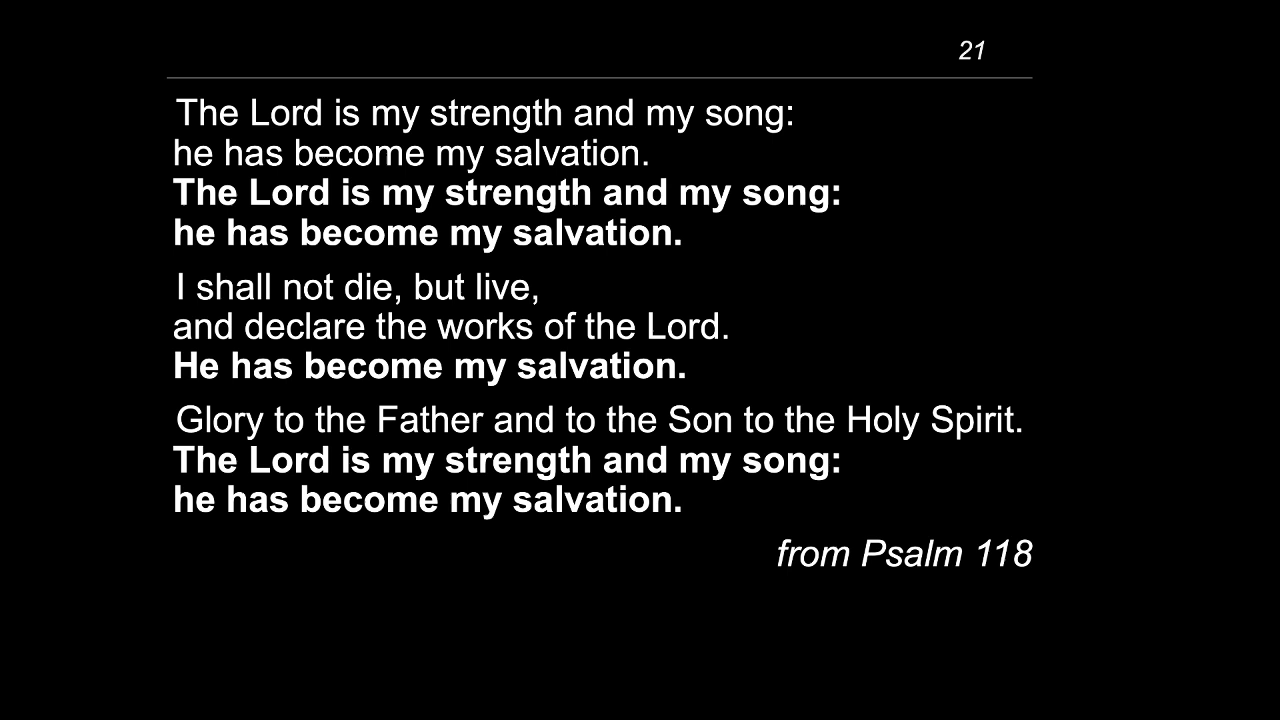 21
The Lord is my strength and my song:
he has become my salvation.
The Lord is my strength and my song:
he has become my salvation.
I shall not die, but live,
and declare the works of the Lord.
He has become my salvation.
Glory to the Father and to the Son to the Holy Spirit.
The Lord is my strength and my song:
he has become my salvation.
from Psalm 118